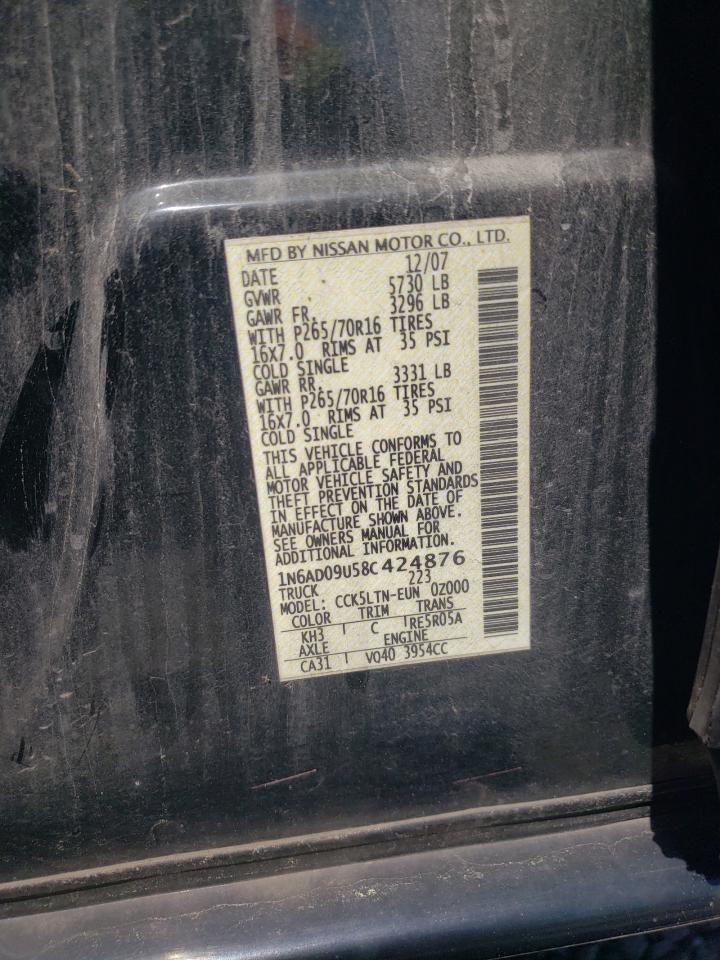 MFD BY NISSAN MOTOR CO., LTD.
DATE 12/07
GVWR 5730 LB
GAWR FR. 3296 LB
WITH P265/70R16 TIRES
16x7.0 RIMS AT 35 PSI
COLD SINGLE
GAWR RR. 3331 LB
WITH P265/70R16 TIRES
16x7.0 RIMS AT 35 PSI
COLD SINGLE
THIS VEHICLE CONFORMS TO
ALL APPLICABLE FEDERAL
MOTOR VEHICLE SAFETY AND
THEFT PREVENTION STANDARDS
IN EFFECT ON THE DATE OF
MANUFACTURE SHOWN ABOVE.
SEE OWNERS MANUAL FOR
ADDITIONAL INFORMATION.
1N6AD09U58C424876
TRUCK 223
MODEL: CCK5LTN-EUN 0Z000
COLOR TRIM TRANS
KH3 C RE5R05A
AXLE ENGINE
CA31 VQ40 3954CC